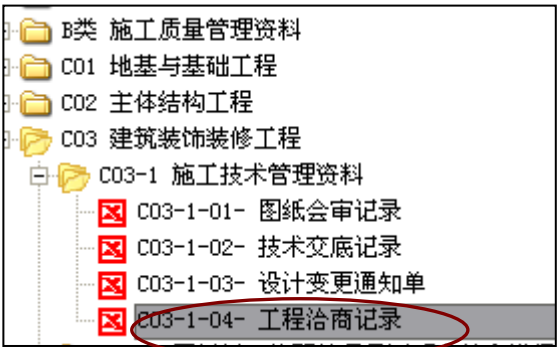 B类 施工质量管理资料
C01 地基与基础工程
C02 主体结构工程
C03 建筑装饰装修工程
C03-1 施工技术管理资料
C03-1-01- 图纸会审记录
C03-1-02- 技术交底记录
C03-1-03- 设计变更通知单
C03-1-04- 工程洽商记录